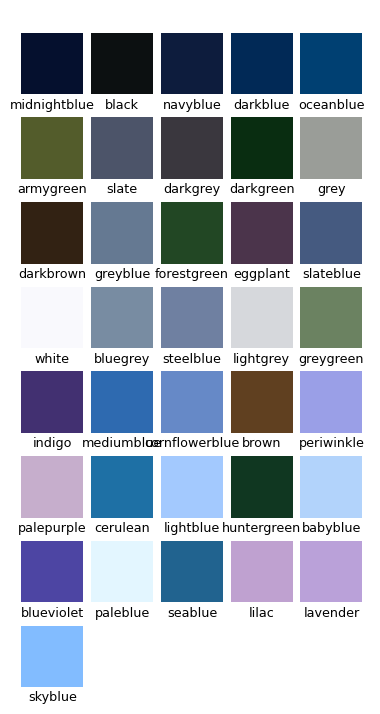 midnightblue black navyblue darkblue oceanblue
armygreen slate darkgrey darkgreen grey
darkbrown greyblue forestgreen eggplant slateblue
white bluegrey steelblue lightgrey greygreen
indigo mediumblue cornflowerblue brown periwinkle
palepurple cerulean lightblue huntergreen babyblue
blueviolet paleblue seablue lilac lavender
skyblue